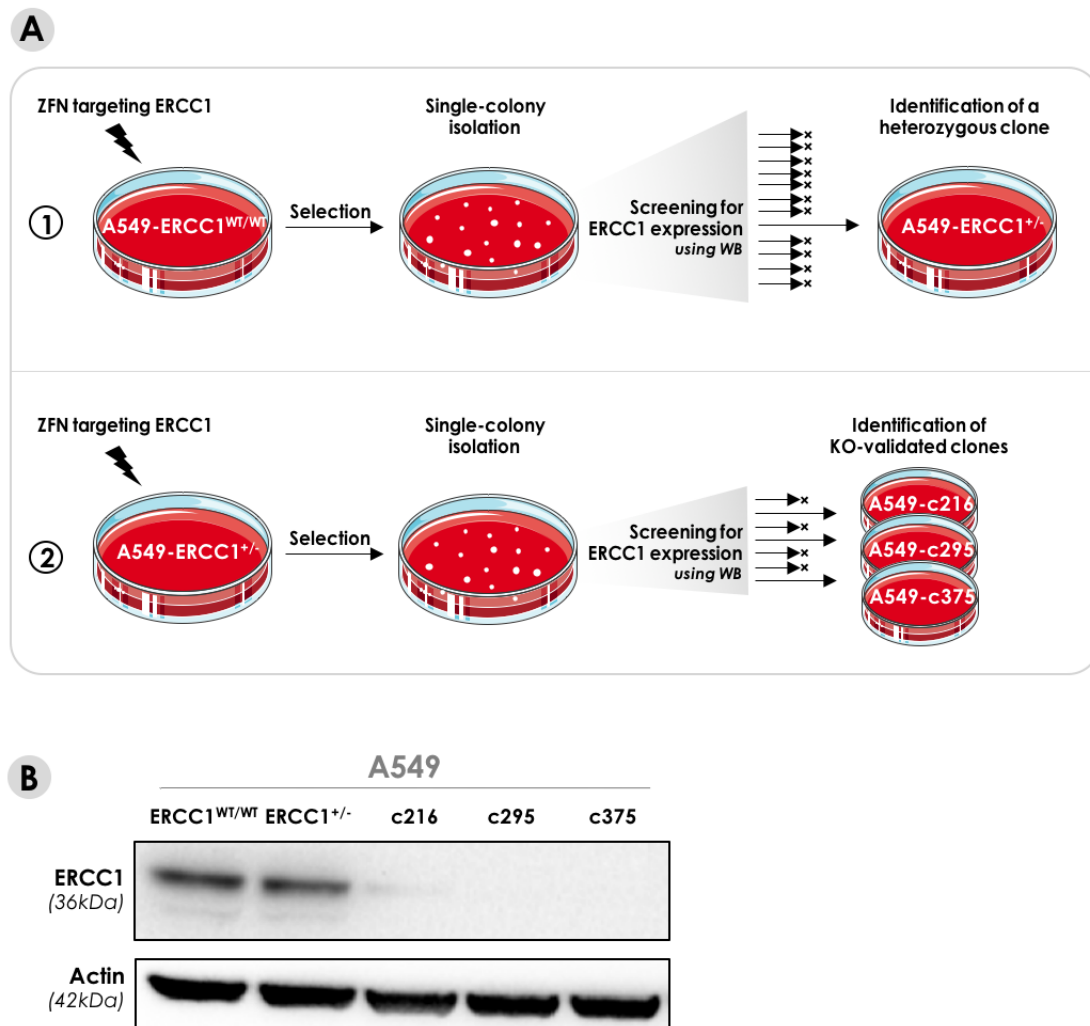 A
ZFN targeting ERCC1
Single-colony
isolation
Identification of a
heterozygous clone
1
A549-ERCC1WT/WT
Selection
Screening for
ERCC1 expression
using WB
A549-ERCC1+/-
ZFN targeting ERCC1
Single-colony
isolation
Identification of
KO-validated clones
2
A549-ERCC1+/-
Selection
Screening for
ERCC1 expression
using WB
A549-c216
A549-c295
A549-c375
B
A549
ERCC1WT/WT ERCC1+/- c216 c295 c375
ERCC1
(36kDa)
Actin
(42kDa)